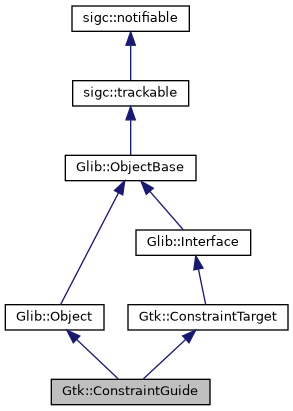 sigc::notifiable
sigc::trackable
Glib::ObjectBase
Glib::Interface
Glib::Object
Gtk::ConstraintTarget
Gtk::ConstraintGuide